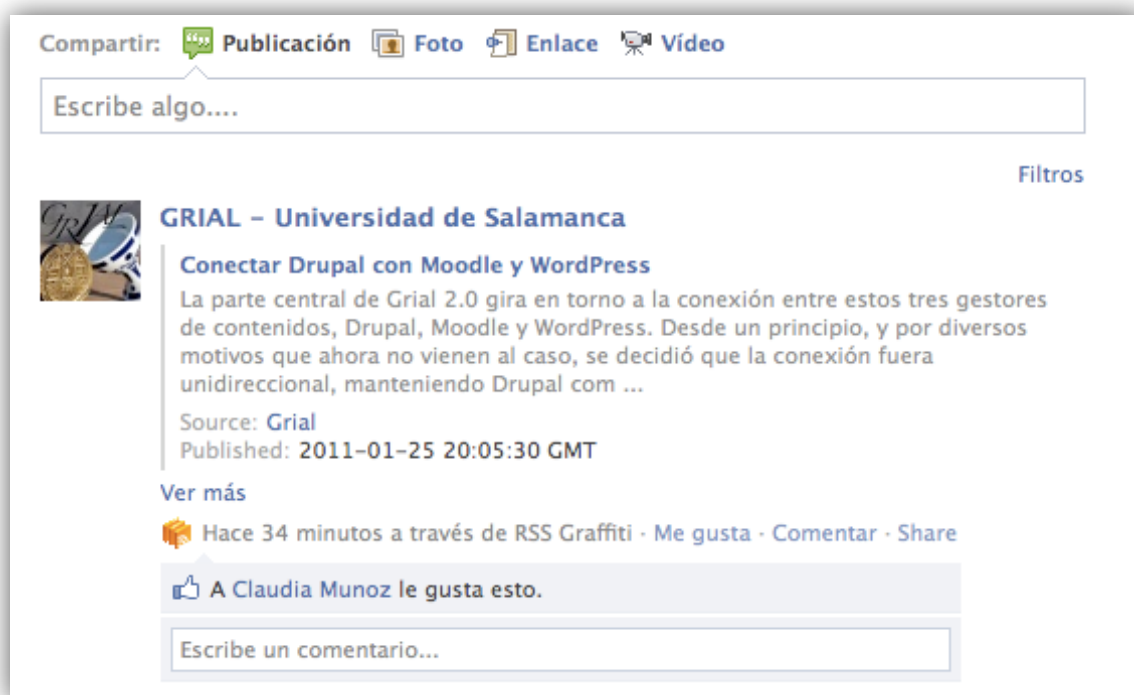 Compartir: Publicación Foto Enlace Vídeo
Escribe algo....
Filtros
GRIAL
GRIAL – Universidad de Salamanca
Conectar Drupal con Moodle y WordPress
La parte central de Grial 2.0 gira en torno a la conexión entre estos tres gestores
de contenidos, Drupal, Moodle y WordPress. Desde un principio, y por diversos
motivos que ahora no vienen al caso, se decidió que la conexión fuera
unidireccional, manteniendo Drupal com ...
Source: Grial
Published: 2011-01-25 20:05:30 GMT
Ver más
Hace 34 minutos a través de RSS Graffiti · Me gusta · Comentar · Share
A Claudia Munoz le gusta esto.
Escribe un comentario...